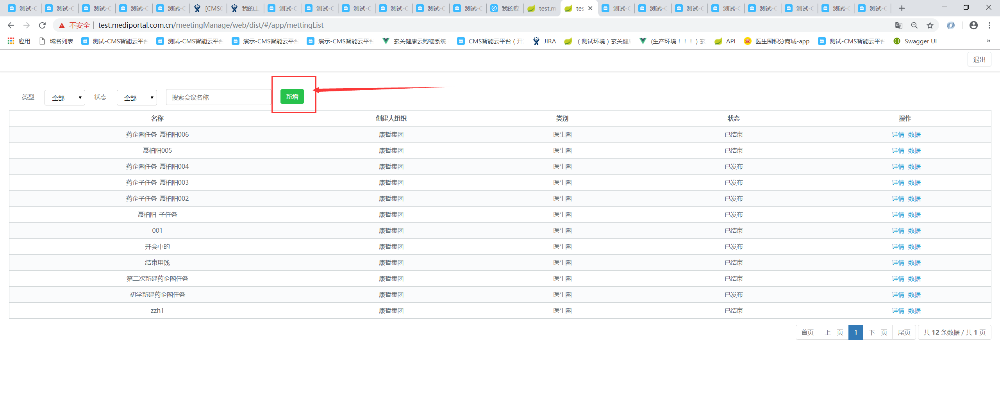 测试-C 测试-C 测试-C 测试-C 测试-C [CMS 我的工 测试-C 测试-C 测试-C 测试-C 测试-C 测试-C 我的应 test.m tes 测试-C 测试-C 测试-C 测试-C 测试-C 测试-C 测试-C 测试-C
不安全 test.mediportal.com.cn/meetingManage/web/dist/#/app/mettingList
应用 域名列表 测试-CMS智能云平台 测试-CMS智能云平台 演示-CMS智能云平台 演示-CMS智能云平台 玄关健康云购物系统 CMS智能云平台（开 JIRA （测试环境）玄关健 (生产环境！！！) 玄 API 医生圈积分商城-app 测试-CMS智能云平台 Swagger UI »
退出
类型 全部 状态 全部 搜索会议名称 新增
名称 创建人组织 类别 状态 操作
药企圈任务-聂柏阳006 康哲集团 医生圈 已结束 详情 数据
聂柏阳005 康哲集团 医生圈 已结束 详情 数据
药企圈任务-聂柏阳004 康哲集团 医生圈 已发布 详情 数据
药企子任务-聂柏阳003 康哲集团 医生圈 已发布 详情 数据
药企子任务-聂柏阳002 康哲集团 医生圈 已发布 详情 数据
聂柏阳-子任务 康哲集团 医生圈 已发布 详情 数据
001 康哲集团 医生圈 已结束 详情 数据
开会中的 康哲集团 医生圈 已发布 详情 数据
结束用钱 康哲集团 医生圈 已结束 详情 数据
第二次新建药企圈任务 康哲集团 医生圈 已结束 详情 数据
初学新建药企圈任务 康哲集团 医生圈 已发布 详情 数据
zzh1 康哲集团 医生圈 已结束 详情 数据
首页 上一页 1 下一页 尾页 共 12 条数据 / 共 1 页